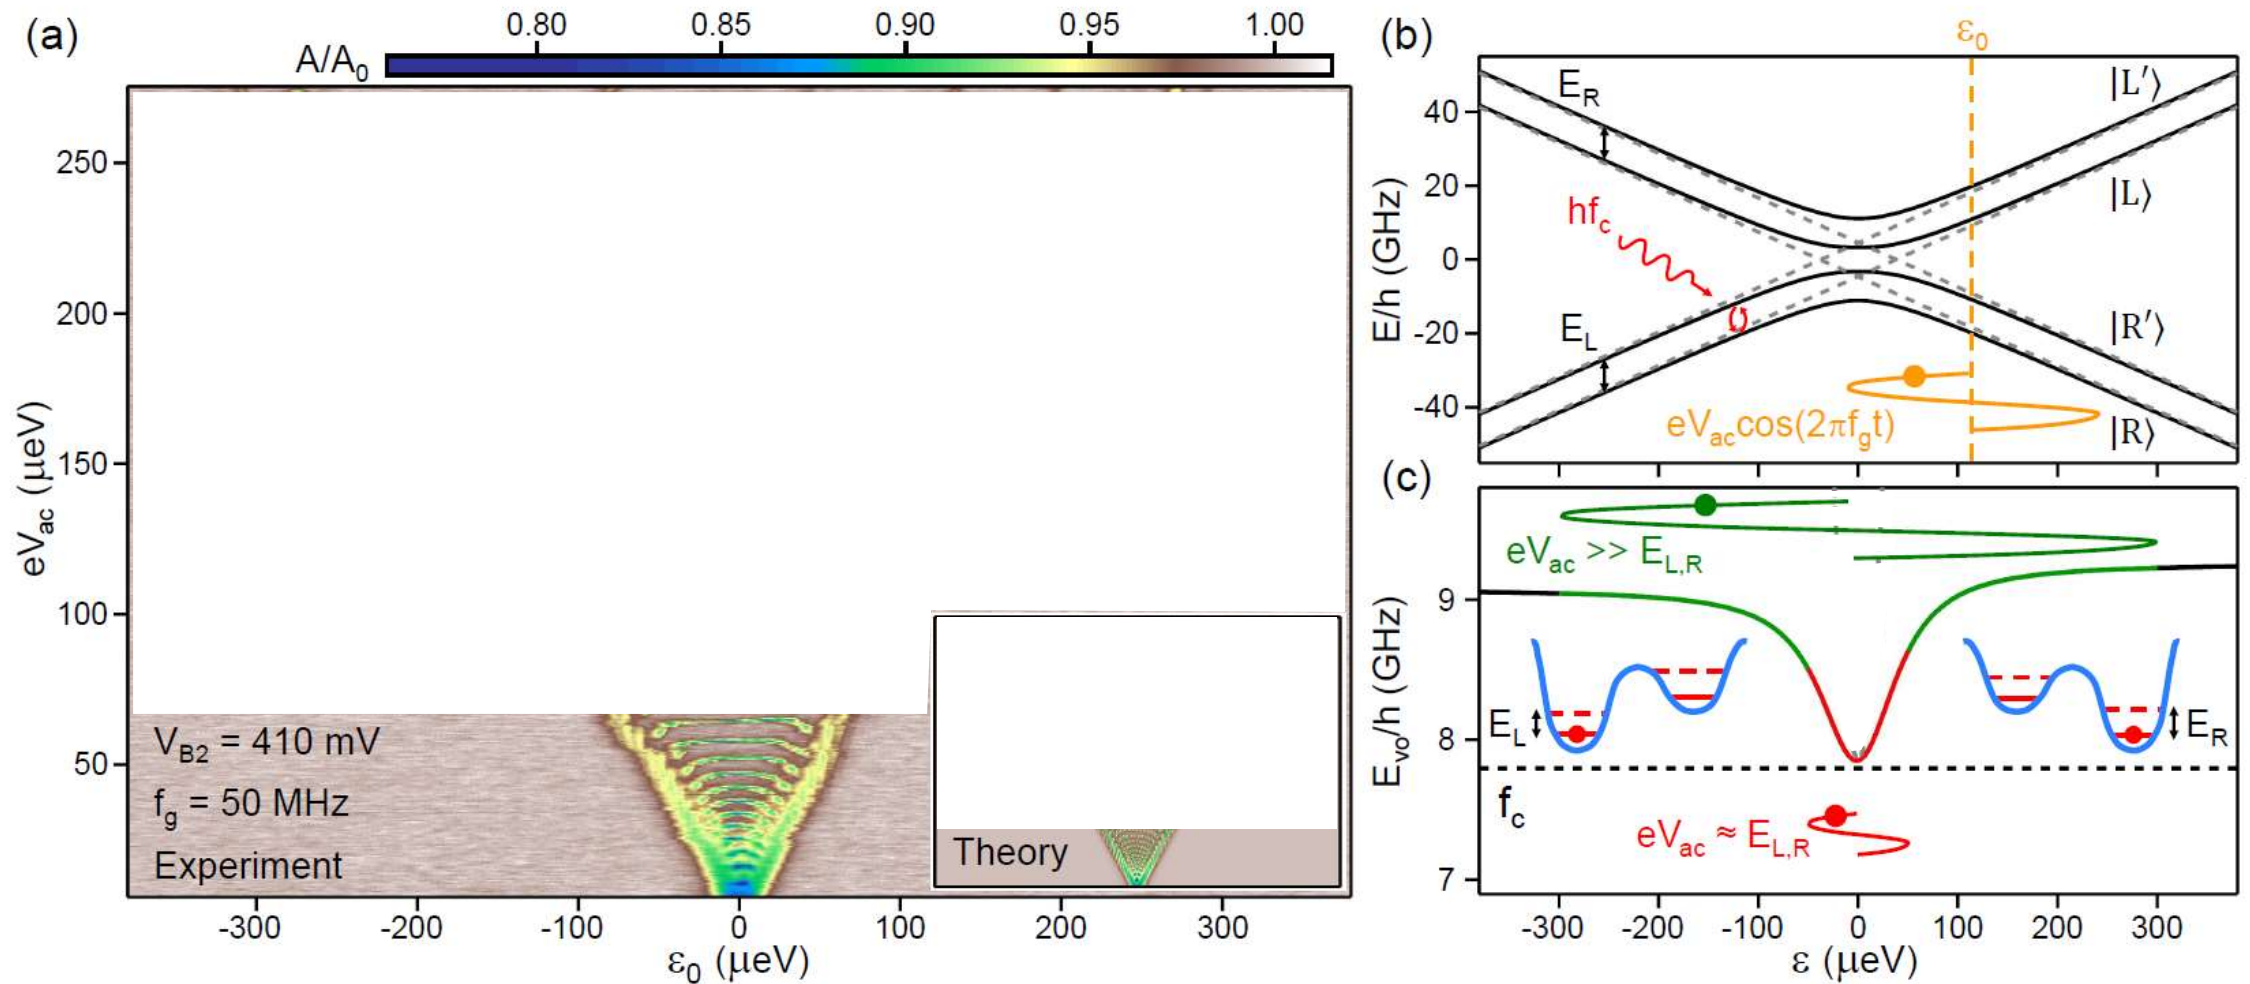 (a)
0.80 0.85 0.90 0.95 1.00
A/A0
250
200
150
100
50
eVac (μeV)
VB2 = 410 mV
fg = 50 MHz
Experiment
Theory
-300 -200 -100 0 100 200 300
ε0 (μeV)
(b)
ε0
ER
|L′⟩
|L⟩
hfc
EL
|R′⟩
|R⟩
eVaccos(2πfgt)
40
20
0
-20
-40
E/h (GHz)
(c)
eVac >> EL,R
9
8
7
Evo/h (GHz)
EL
ER
fc
eVac ≈ EL,R
-300 -200 -100 0 100 200 300
ε (μeV)